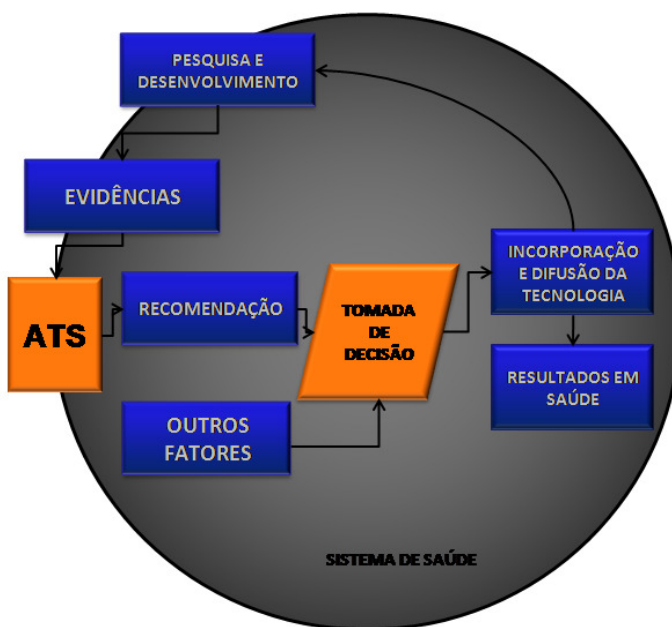 PESQUISA E
DESENVOLVIMENTO
EVIDÊNCIAS
ATS
RECOMENDAÇÃO
TOMADA
DE
DECISÃO
INCORPORAÇÃO
E DIFUSÃO DA
TECNOLOGIA
RESULTADOS EM
SAÚDE
OUTROS
FATORES
SISTEMA DE SAÚDE